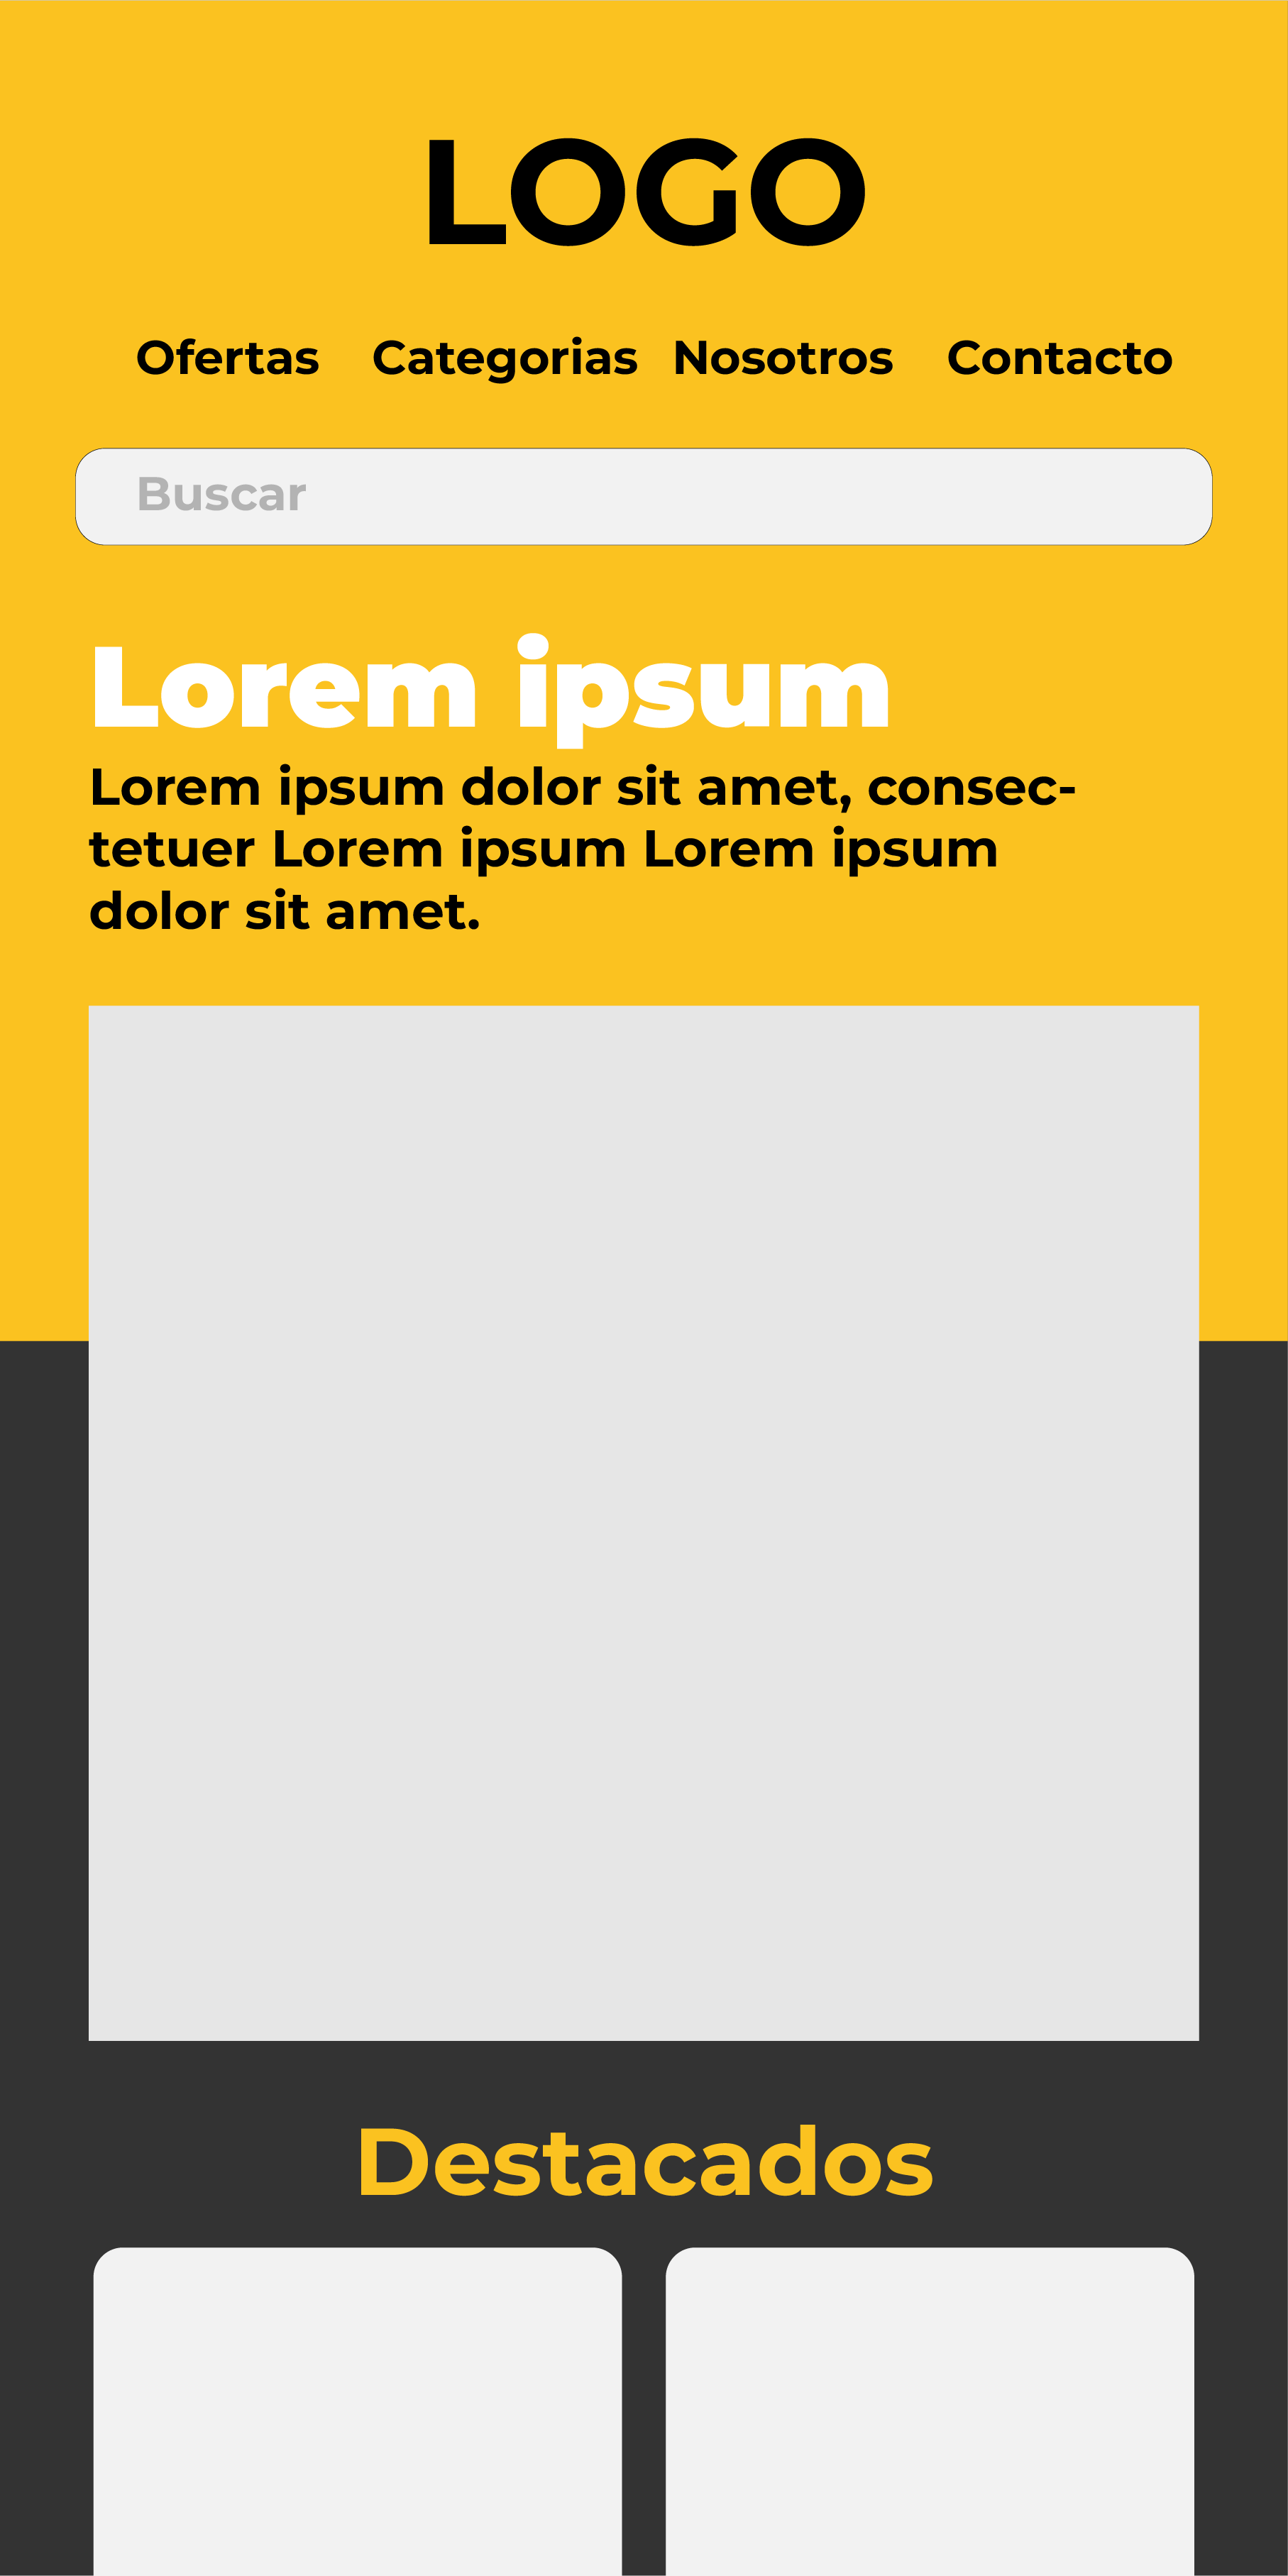 LOGO
Ofertas Categorias Nosotros Contacto
Buscar
Lorem ipsum
Lorem ipsum dolor sit amet, consec-
tetuer Lorem ipsum Lorem ipsum
dolor sit amet.
Destacados